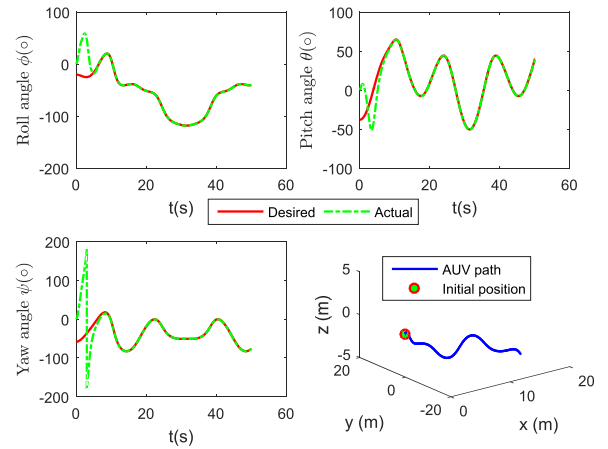 100
0
-100
-200
0
20
40
60
Roll angle ϕ(○)
t(s)
100
50
0
-50
-100
0
20
40
60
Pitch angle θ(○)
t(s)
Desired
Actual
200
100
0
-100
-200
0
20
40
60
Yaw angle ψ(○)
t(s)
AUV path
Initial position
5
0
-5
z (m)
20
0
-20
y (m)
0
10
20
x (m)